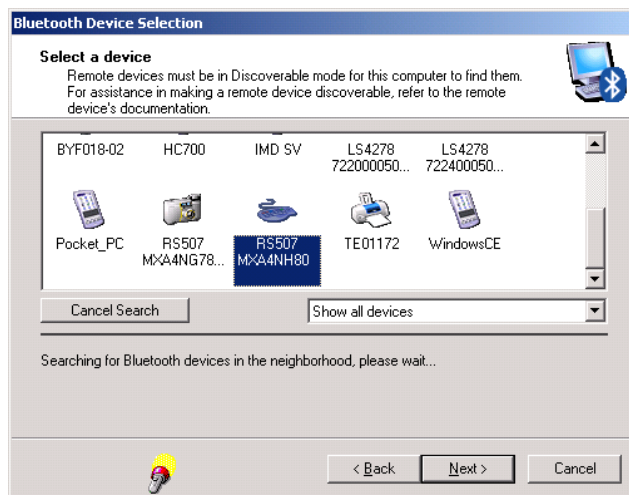 Bluetooth Device Selection
Select a device
Remote devices must be in Discoverable mode for this computer to find them.
For assistance in making a remote device discoverable, refer to the remote
device's documentation.
BYF018-02 HC700 IMD SV LS4278 LS4278
722000050... 722400050...
Pocket_PC RS507 RS507 TE01172 WindowsCE
MXA4NG78... MXA4NH80
Cancel Search Show all devices
Searching for Bluetooth devices in the neighborhood, please wait...
< Back Next > Cancel